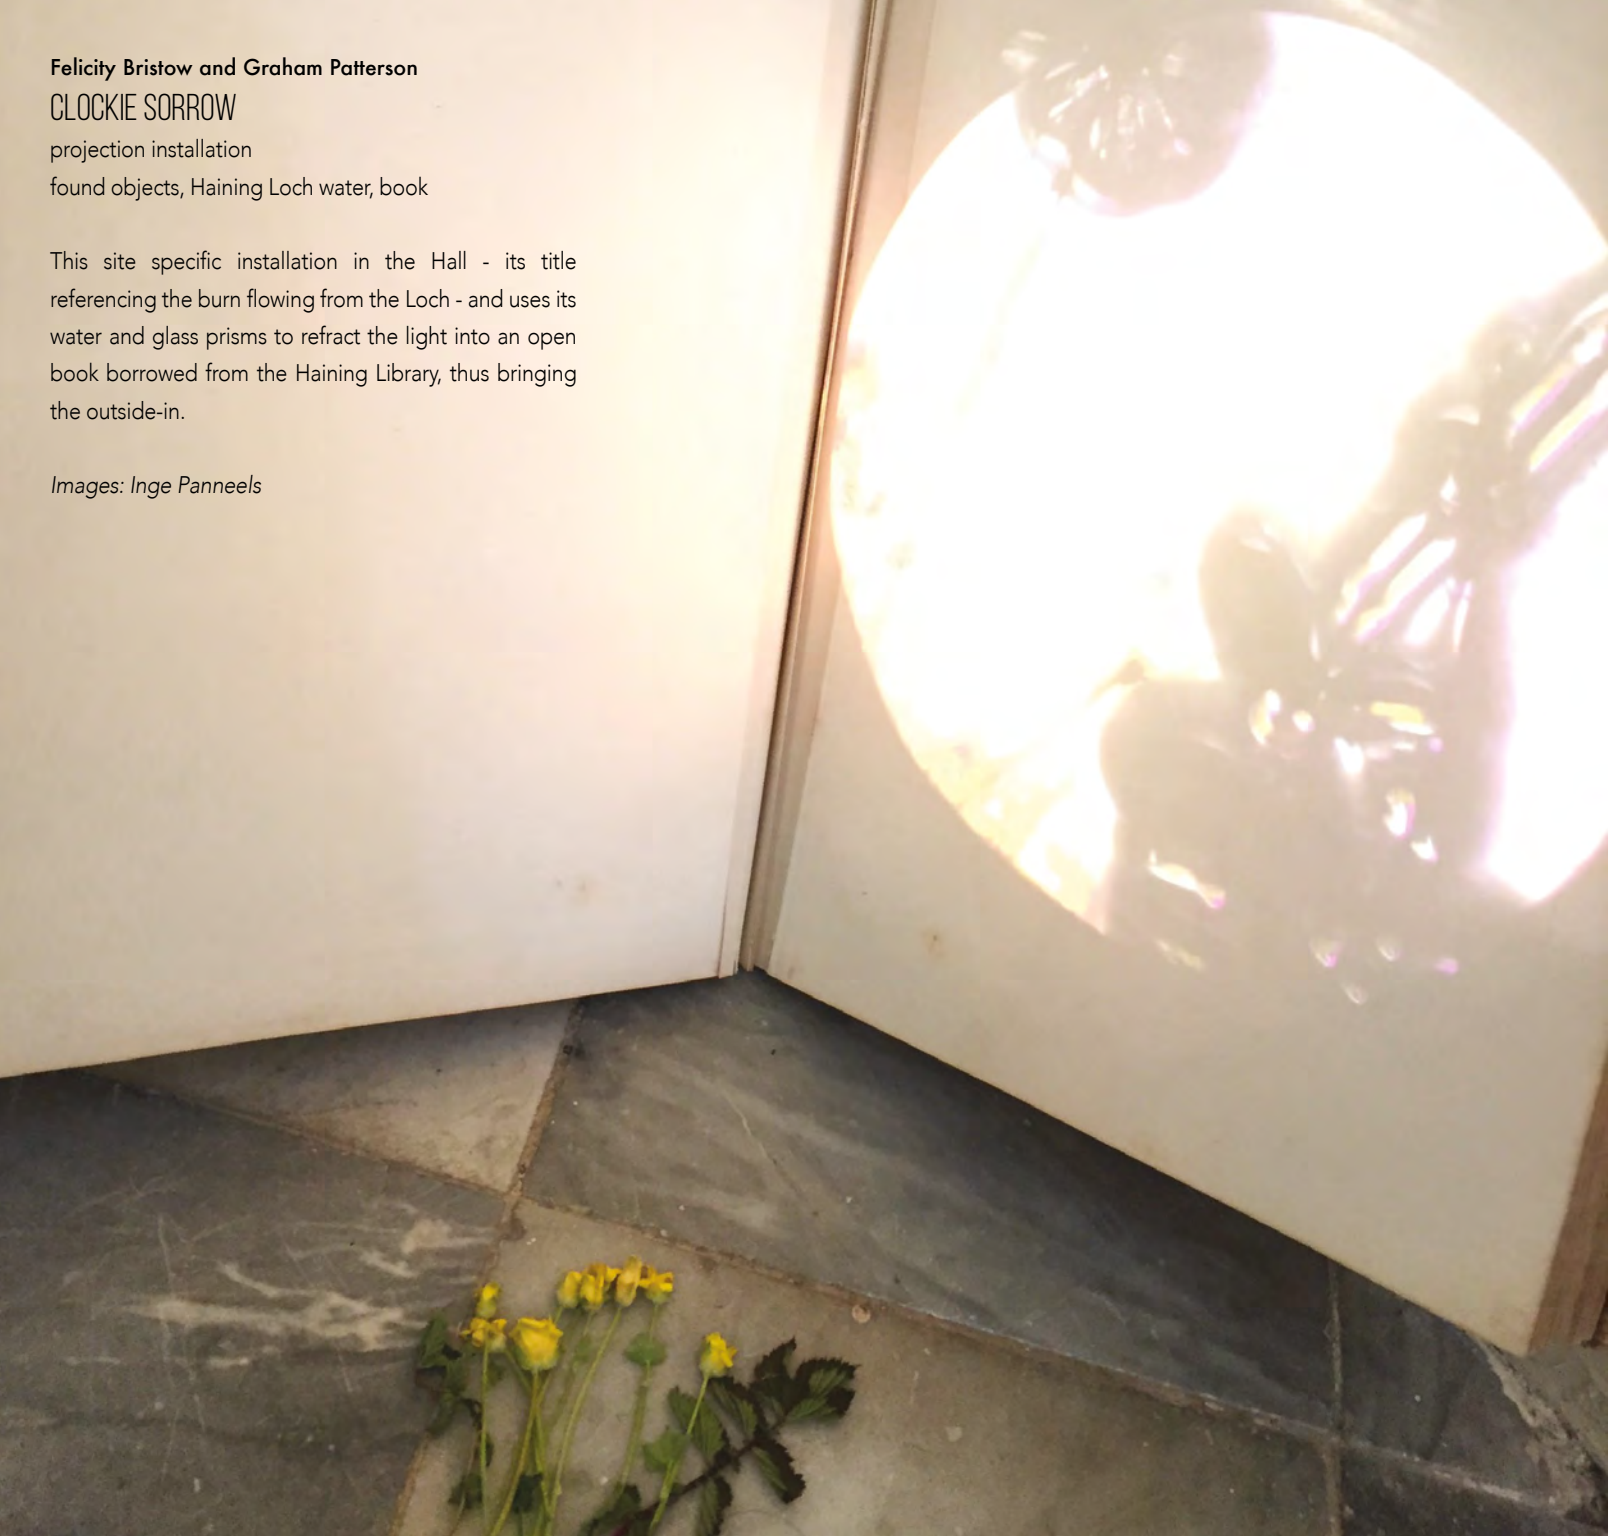 Felicity Bristow and Graham Patterson
CLOCKIE SORROW
projection installation
found objects, Haining Loch water, book
This site specific installation in the Hall - its title
referencing the burn flowing from the Loch - and uses its
water and glass prisms to refract the light into an open
book borrowed from the Haining Library, thus bringing
the outside-in.
Images: Inge Panneels